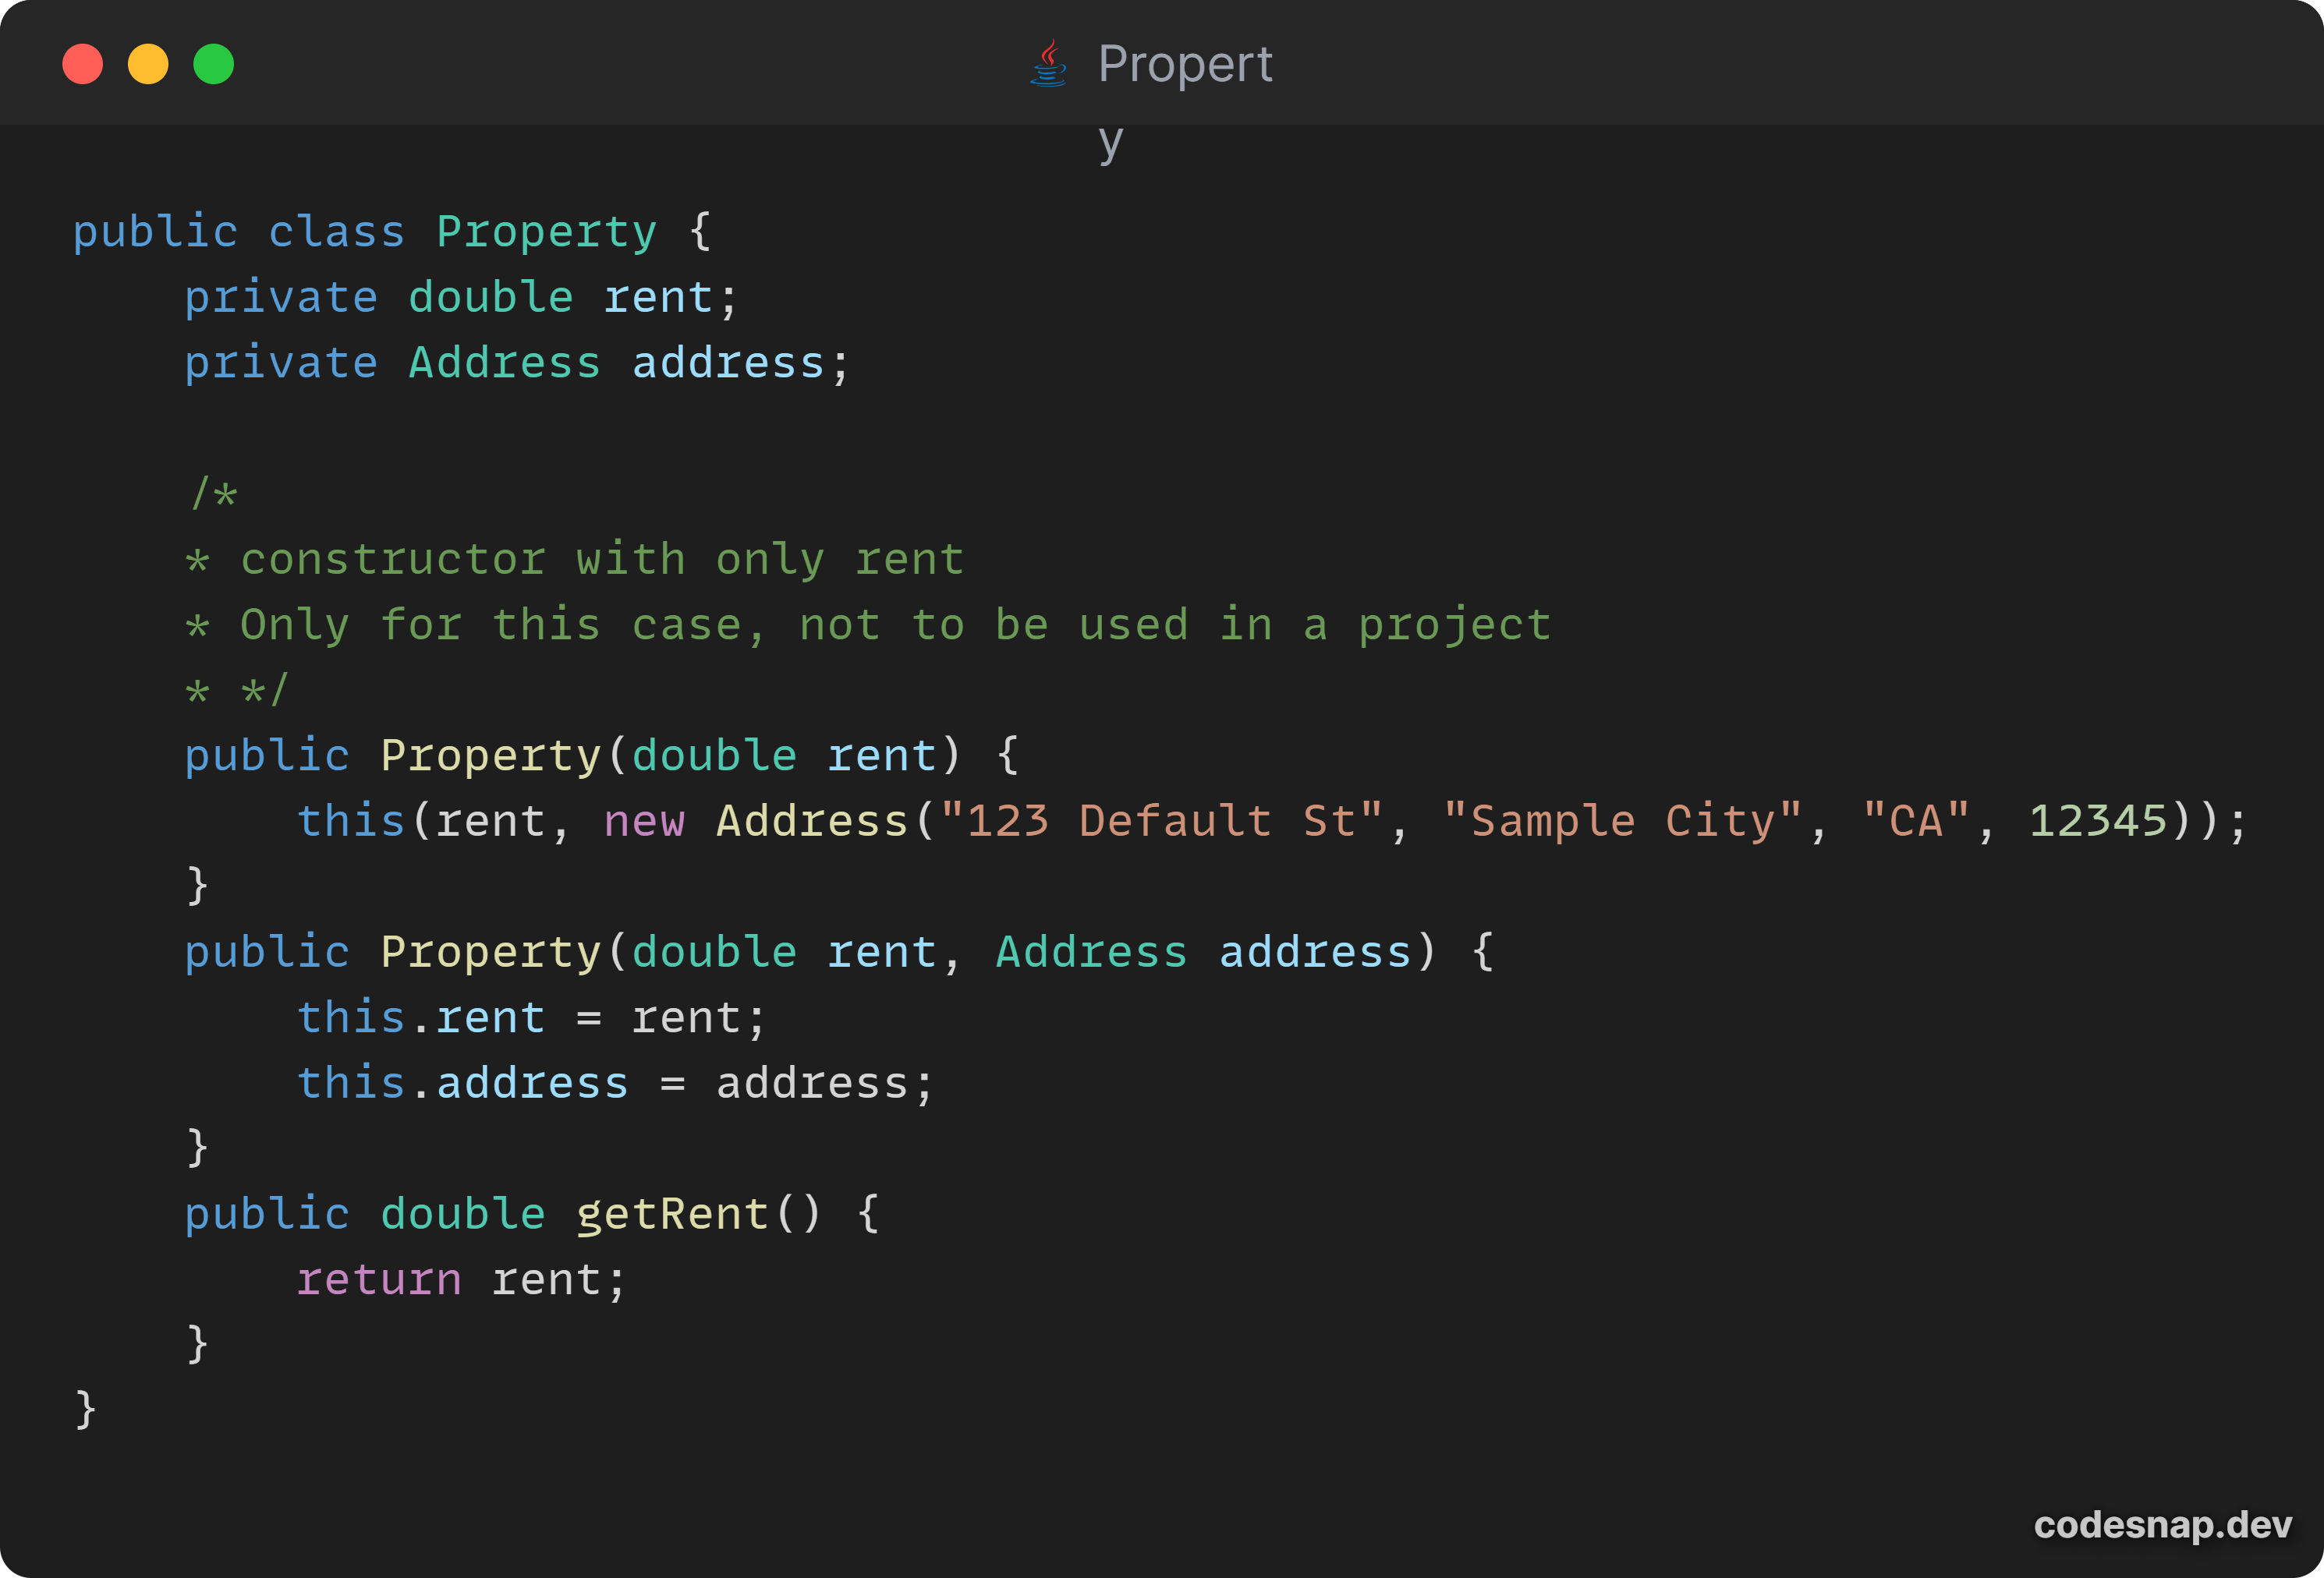 Propert
y
public class Property {
    private double rent;
    private Address address;

    /*
    * constructor with only rent
    * Only for this case, not to be used in a project
    * */
    public Property(double rent) {
        this(rent, new Address("123 Default St", "Sample City", "CA", 12345));
    }
    public Property(double rent, Address address) {
        this.rent = rent;
        this.address = address;
    }
    public double getRent() {
        return rent;
    }
}
codesnap.dev